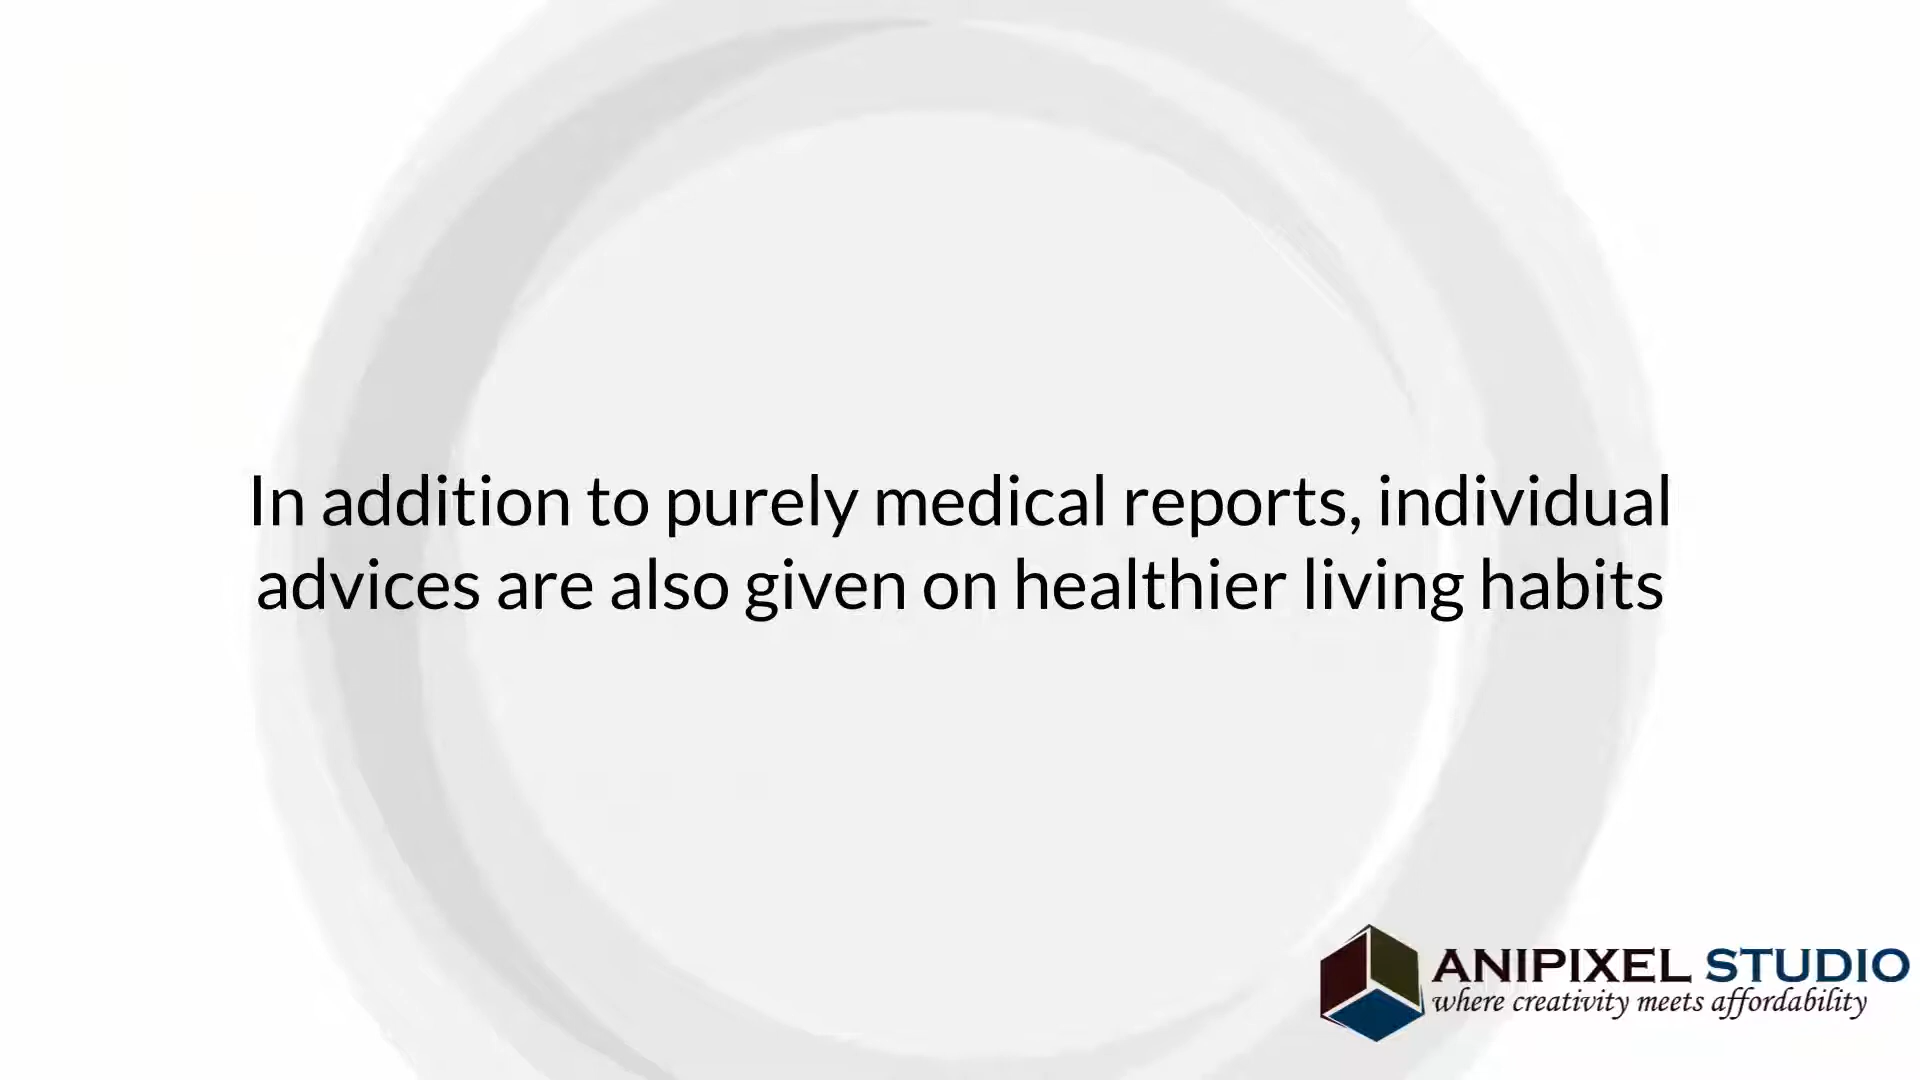 In addition to purely medical reports, individual
advices are also given on healthier living habits
ANIPIXEL STUDIO
where creativity meets affordability